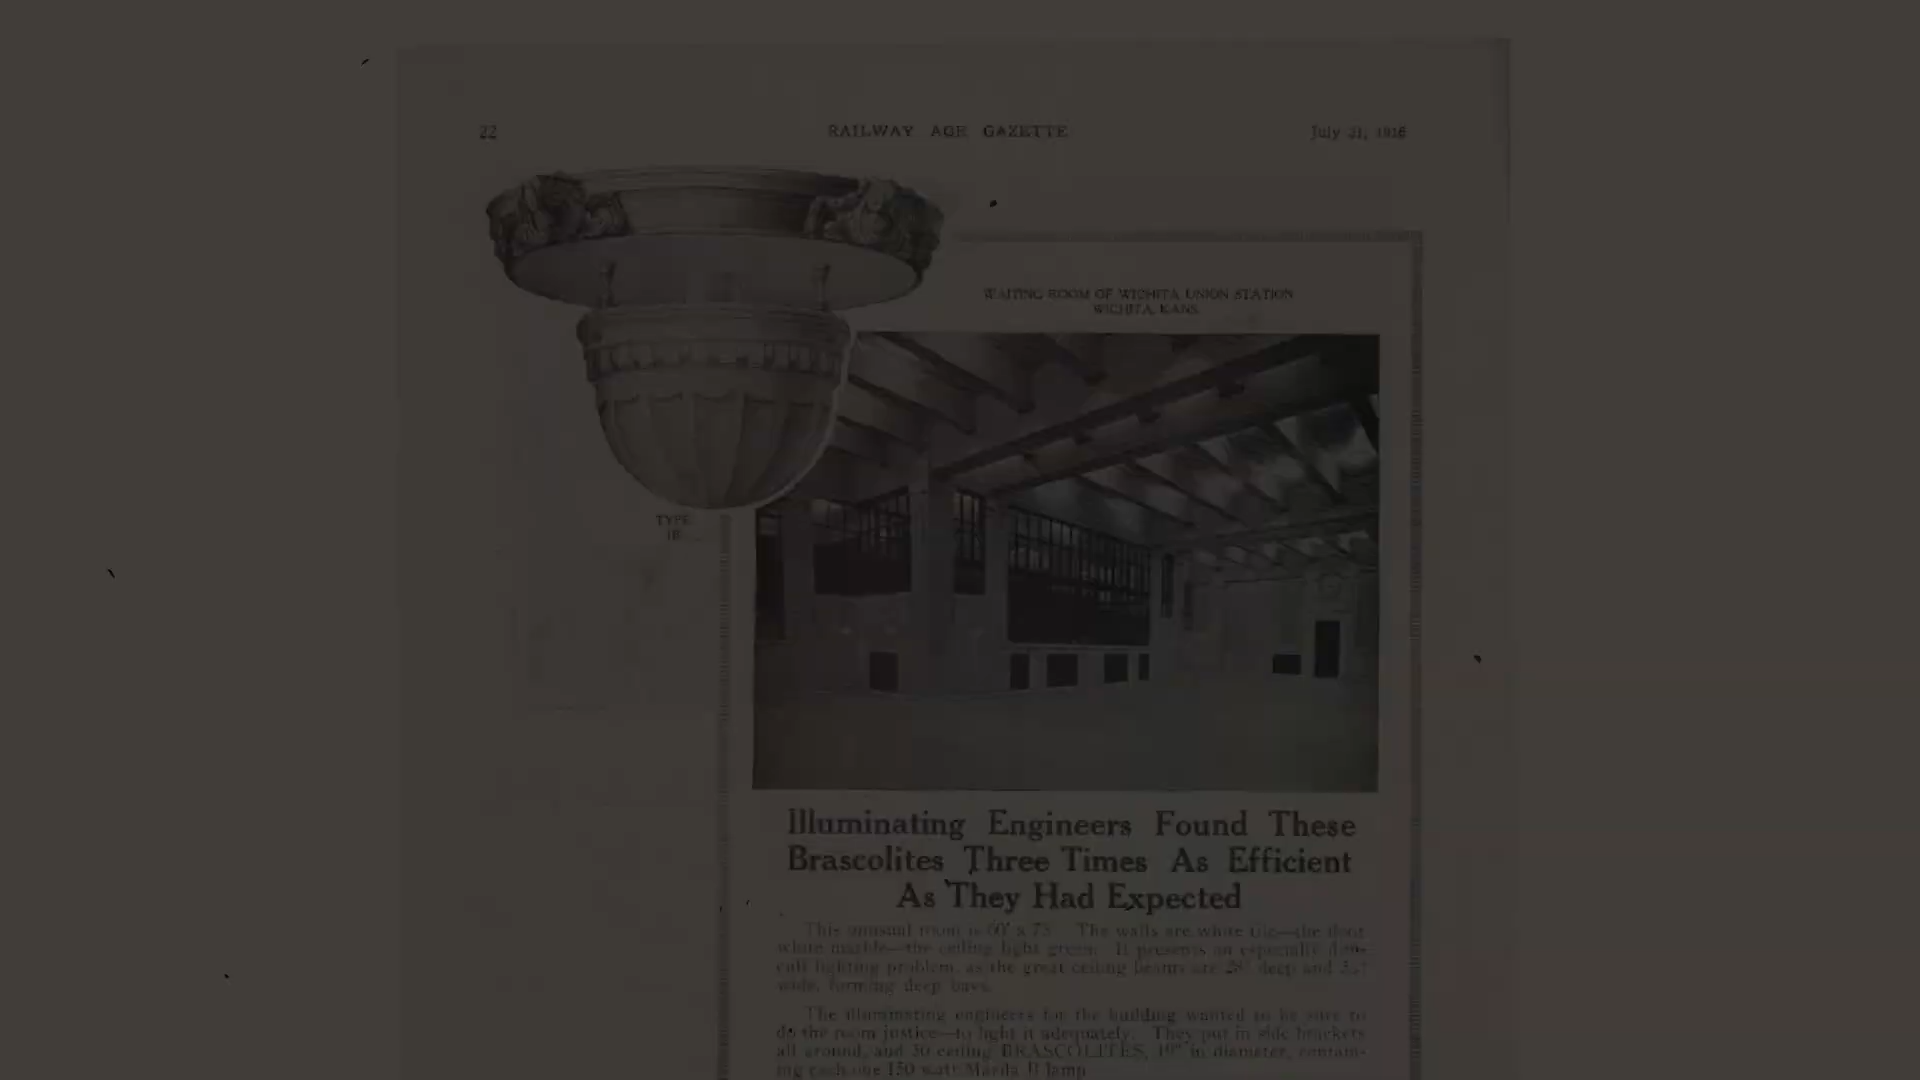 22 RAILWAY AGE GAZETTE July 21, 1916
WAITING ROOM OF WICHITA UNION STATION
WICHITA, KANS.
TYPE
Illuminating Engineers Found These
Brascolites Three Times As Efficient
As They Had Expected
This unusual room is 60' x 75'. The walls are white tile—the floor
white marble—the ceiling light green. It presents an especially diffi-
cult lighting problem, as the great ceiling beams are deep and
wide, forming deep bays.
The illuminating engineers for the building wanted to be sure to
do the room justice—to light it adequately. They put in side brackets
all around, and 30 ceiling BRASCOLITES, 19" in diameter, contain-
ing each one 150 watt Mazda B lamp